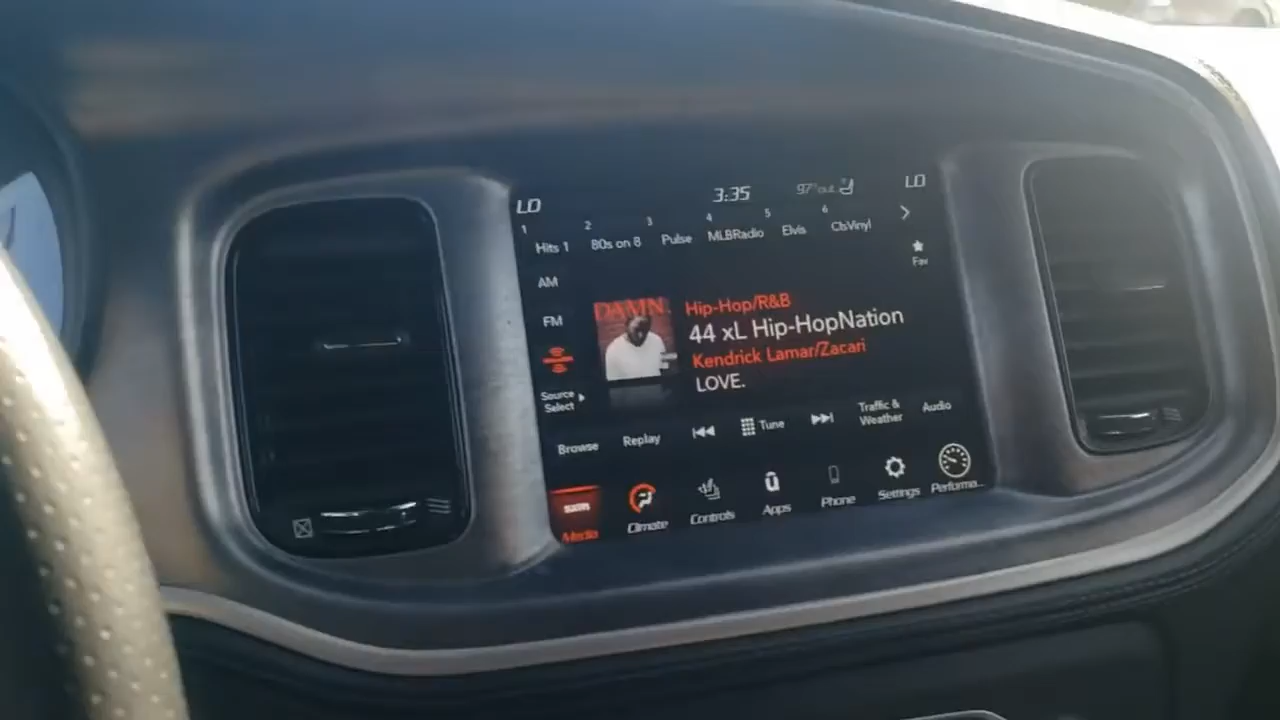 LO 3:35 97°out LO
1 2 3 4 5 6
Hits 1 80s on 8 Pulse MLBRadio Elvis ClsVinyl
Fav
AM
FM
DAMN.
Hip-Hop/R&B
44 xL Hip-HopNation
Kendrick Lamar/Zacari
LOVE.
Source
Select
Browse Replay Tune Traffic & Weather Audio
Media Climate Controls Apps Phone Settings Performa...